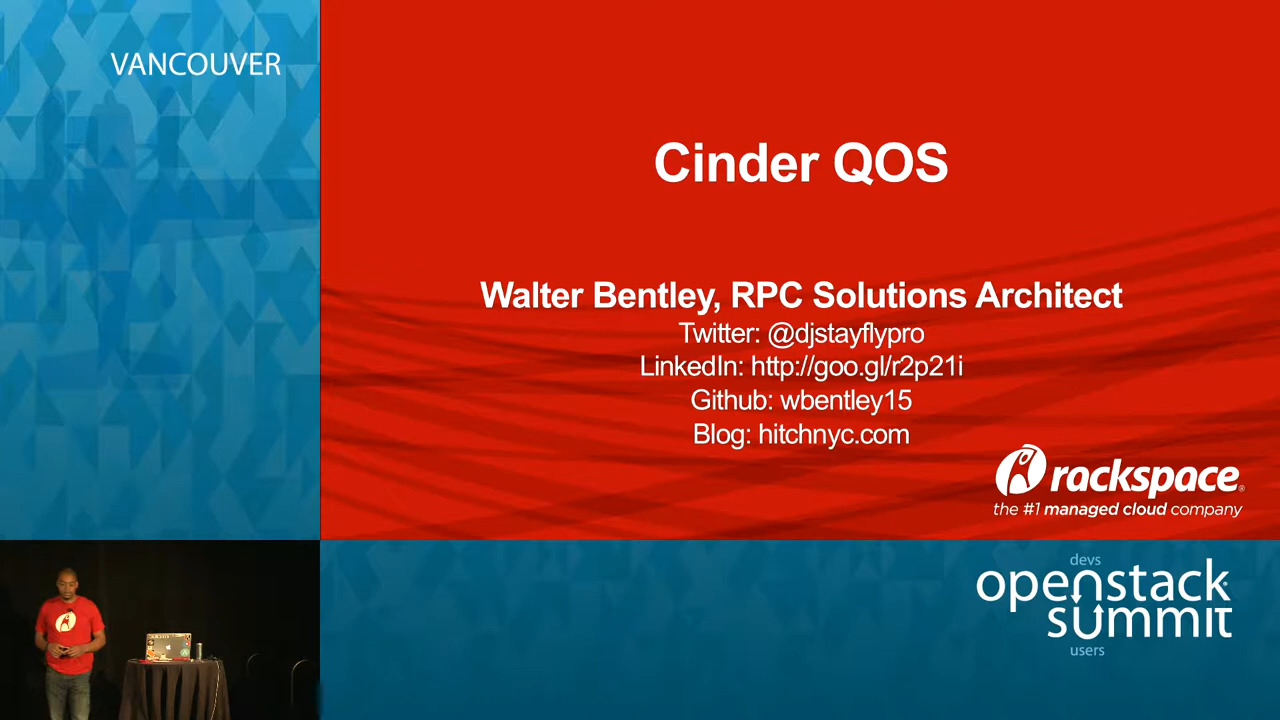 VANCOUVER
Cinder QOS
Walter Bentley, RPC Solutions Architect
Twitter: @djstayflypro
LinkedIn: http://goo.gl/r2p21i
Github: wbentley15
Blog: hitchnyc.com
rackspace®
the #1 managed cloud company
devs
openstack
summit
users